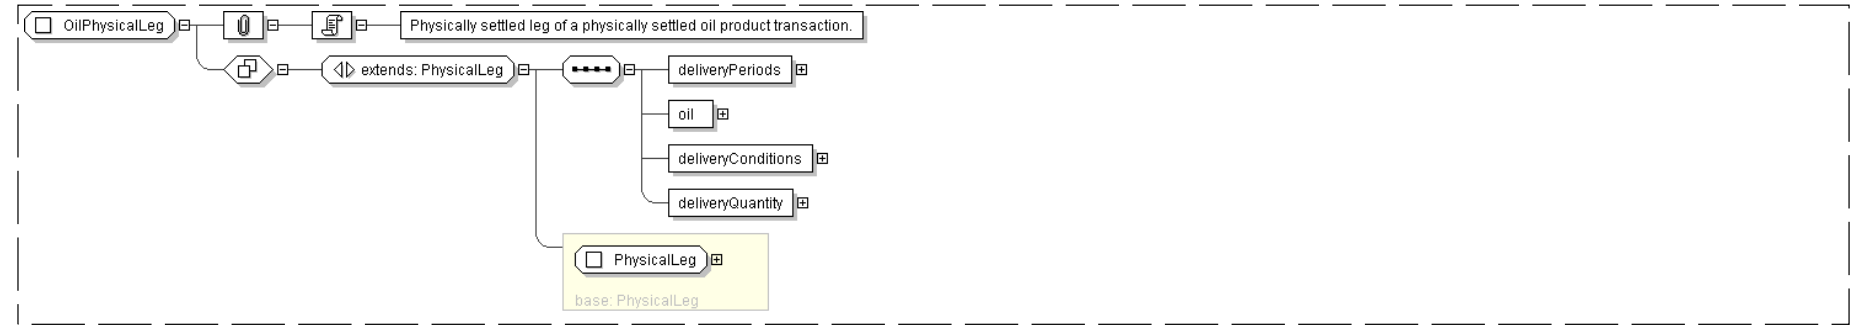 OilPhysicalLeg
Physically settled leg of a physically settled oil product transaction.
extends: PhysicalLeg
deliveryPeriods
oil
deliveryConditions
deliveryQuantity
PhysicalLeg
base: PhysicalLeg